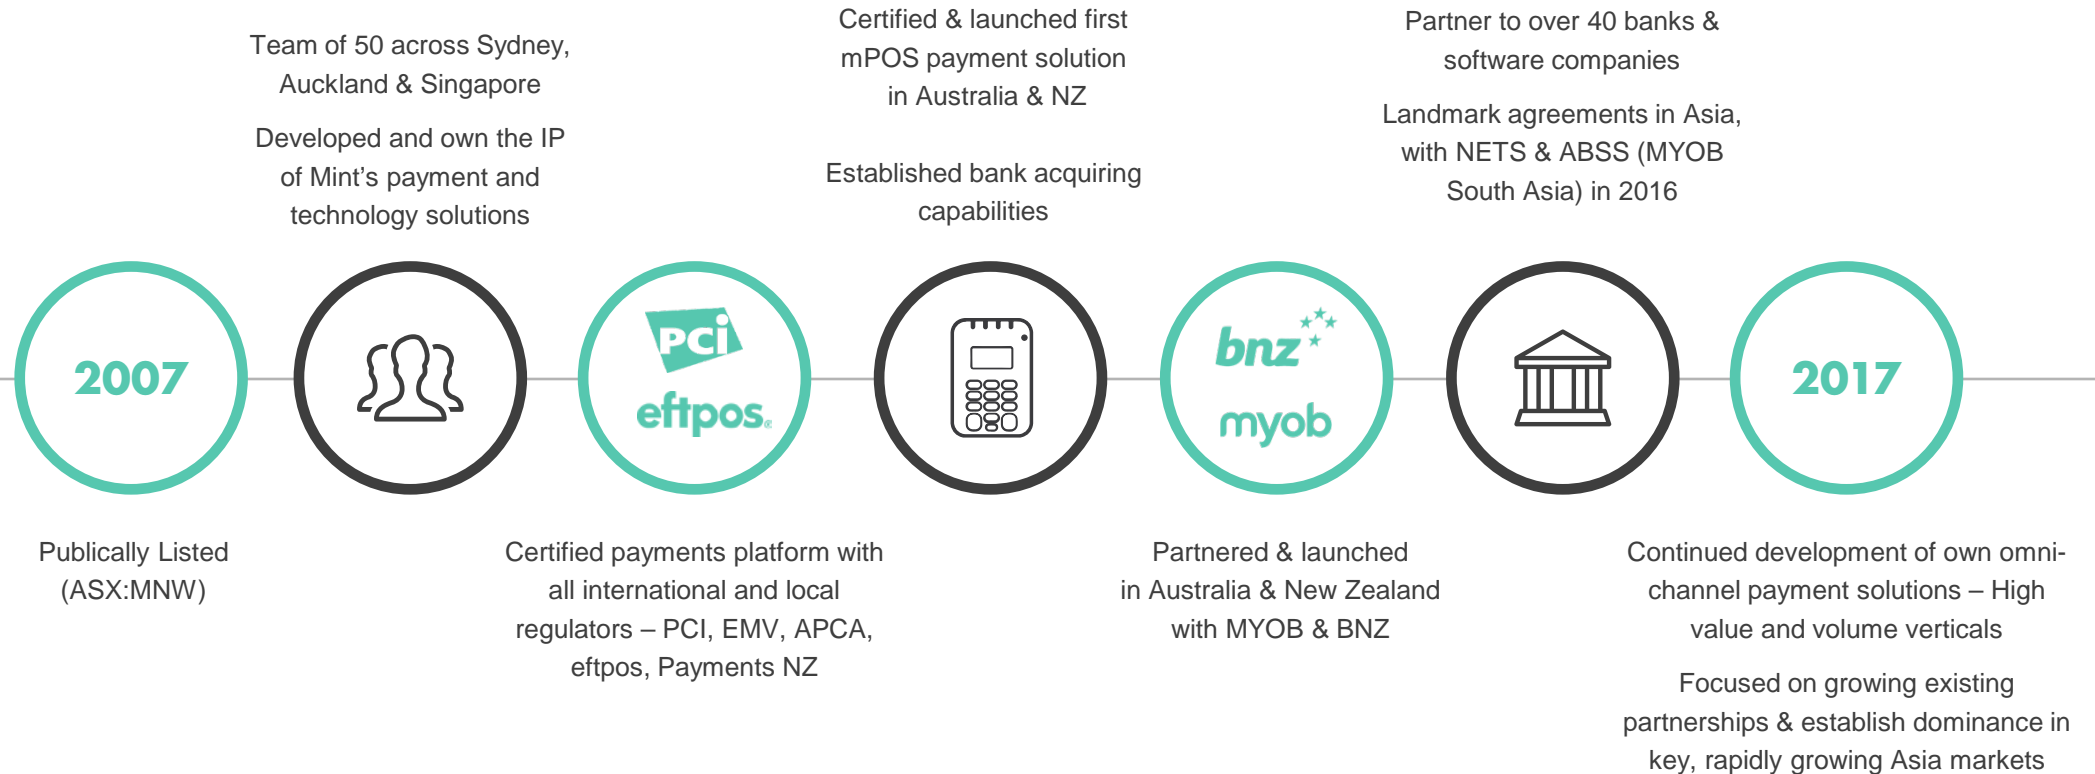 2007
Publically Listed
(ASX:MNW)
Team of 50 across Sydney,
Auckland & Singapore
Developed and own the IP
of Mint’s payment and
technology solutions
PCi
eftpos®
Certified payments platform with
all international and local
regulators – PCI, EMV, APCA,
eftpos, Payments NZ
Certified & launched first
mPOS payment solution
in Australia & NZ
Established bank acquiring
capabilities
bnz
myob
Partnered & launched
in Australia & New Zealand
with MYOB & BNZ
Partner to over 40 banks &
software companies
Landmark agreements in Asia,
with NETS & ABSS (MYOB
South Asia) in 2016
2017
Continued development of own omni-
channel payment solutions – High
value and volume verticals
Focused on growing existing
partnerships & establish dominance in
key, rapidly growing Asia markets